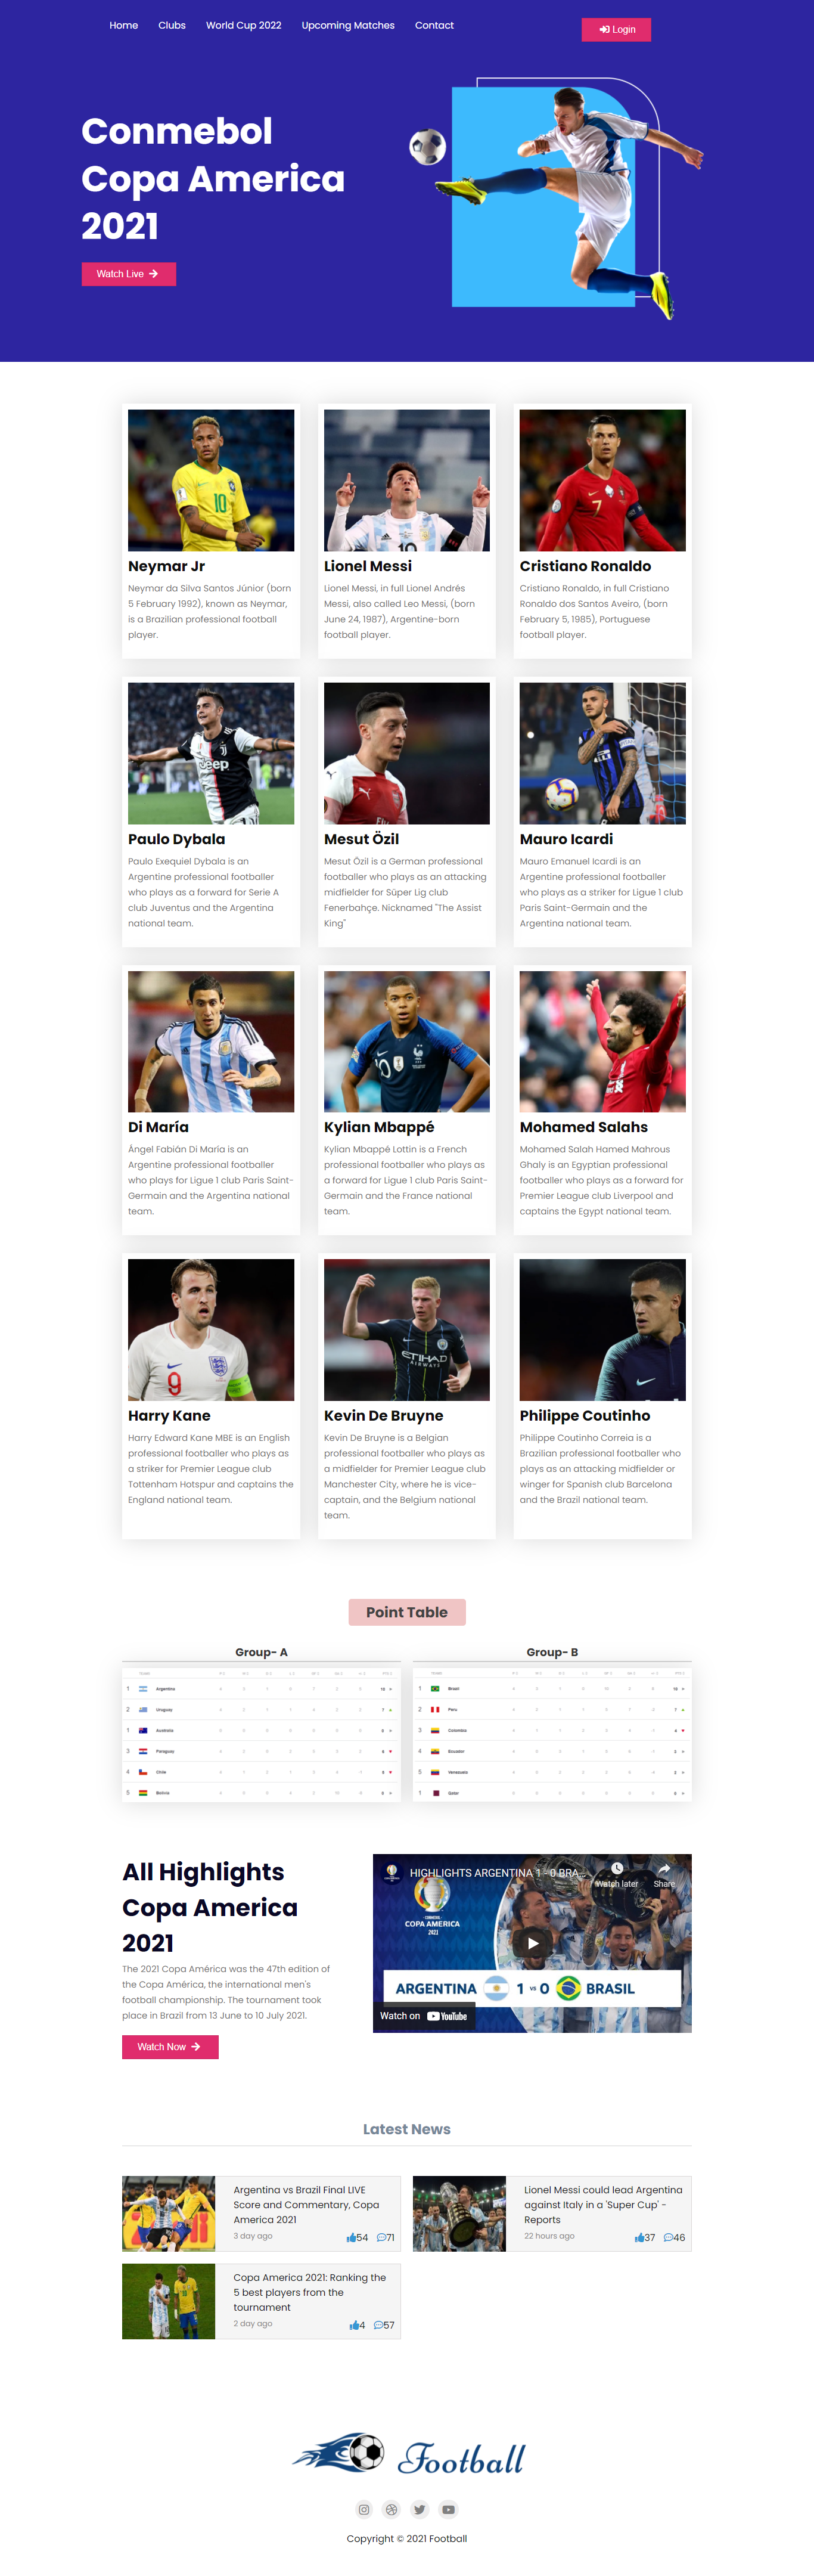 Home Clubs World Cup 2022 Upcoming Matches Contact Login
Conmebol
Copa America
2021
Watch Live
Neymar Jr
Neymar da Silva Santos Júnior (born
5 February 1992), known as Neymar,
is a Brazilian professional football
player.
Lionel Messi
Lionel Messi, in full Lionel Andrés
Messi, also called Leo Messi, (born
June 24, 1987), Argentine-born
football player.
Cristiano Ronaldo
Cristiano Ronaldo, in full Cristiano
Ronaldo dos Santos Aveiro, (born
February 5, 1985), Portuguese
football player.
Paulo Dybala
Paulo Exequiel Dybala is an
Argentine professional footballer
who plays as a forward for Serie A
club Juventus and the Argentina
national team.
Mesut Özil
Mesut Özil is a German professional
footballer who plays as an attacking
midfielder for Süper Lig club
Fenerbahçe. Nicknamed "The Assist
King"
Mauro Icardi
Mauro Emanuel Icardi is an
Argentine professional footballer
who plays as a striker for Ligue 1 club
Paris Saint-Germain and the
Argentina national team.
Di María
Ángel Fabián Di María is an
Argentine professional footballer
who plays for Ligue 1 club Paris Saint-
Germain and the Argentina national
team.
Kylian Mbappé
Kylian Mbappé Lottin is a French
professional footballer who plays as
a forward for Ligue 1 club Paris Saint-
Germain and the France national
team.
Mohamed Salahs
Mohamed Salah Hamed Mahrous
Ghaly is an Egyptian professional
footballer who plays as a forward for
Premier League club Liverpool and
captains the Egypt national team.
Harry Kane
Harry Edward Kane MBE is an English
professional footballer who plays as
a striker for Premier League club
Tottenham Hotspur and captains the
England national team.
Kevin De Bruyne
Kevin De Bruyne is a Belgian
professional footballer who plays as
a midfielder for Premier League club
Manchester City, where he is vice-
captain, and the Belgium national
team.
Philippe Coutinho
Philippe Coutinho Correia is a
Brazilian professional footballer who
plays as an attacking midfielder or
winger for Spanish club Barcelona
and the Brazil national team.
Point Table
Group- A
1 Argentina
2 Uruguay
1 Australia
3 Paraguay
4 Chile
5 Bolivia
Group- B
1 Brazil
2 Peru
3 Colombia
4 Ecuador
5 Venezuela
1 Qatar
All Highlights
Copa America
2021
The 2021 Copa América was the 47th edition of
the Copa América, the international men's
football championship. The tournament took
place in Brazil from 13 June to 10 July 2021.
Watch Now
HIGHLIGHTS ARGENTINA 1 - 0 BRA...
Watch later Share
COPA AMERICA
2021
ARGENTINA 1 vs 0 BRASIL
Watch on YouTube
Latest News
Argentina vs Brazil Final LIVE
Score and Commentary, Copa
America 2021
3 day ago 54 71
Lionel Messi could lead Argentina
against Italy in a 'Super Cup' -
Reports
22 hours ago 37 46
Copa America 2021: Ranking the
5 best players from the
tournament
2 day ago 4 57
Football
Copyright © 2021 Football